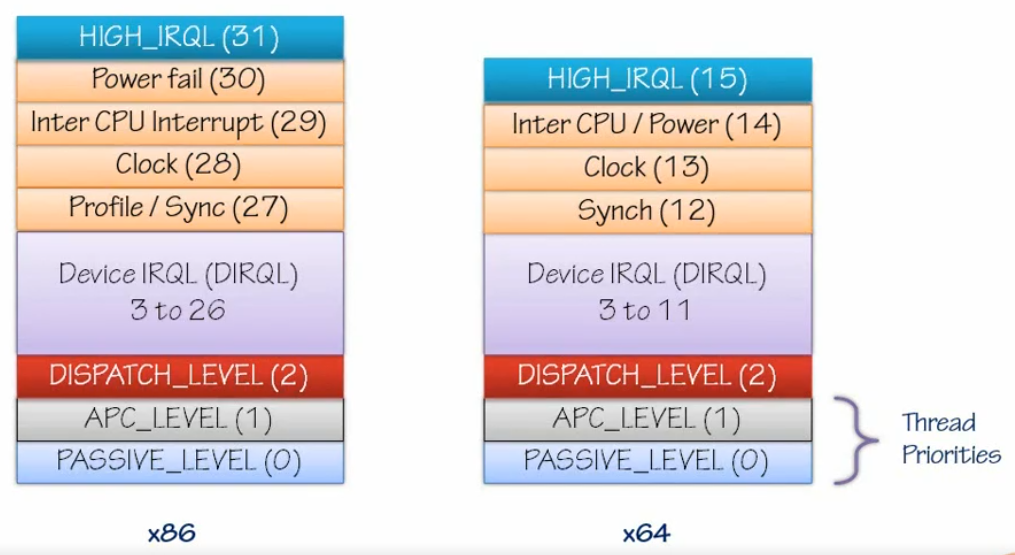 HIGH_IRQL (31)
Power fail (30)
Inter CPU Interrupt (29)
Clock (28)
Profile / Sync (27)
Device IRQL (DIRQL)
3 to 26
DISPATCH_LEVEL (2)
APC_LEVEL (1)
PASSIVE_LEVEL (0)
x86
HIGH_IRQL (15)
Inter CPU / Power (14)
Clock (13)
Synch (12)
Device IRQL (DIRQL)
3 to 11
DISPATCH_LEVEL (2)
APC_LEVEL (1)
PASSIVE_LEVEL (0)
x64
Thread
Priorities